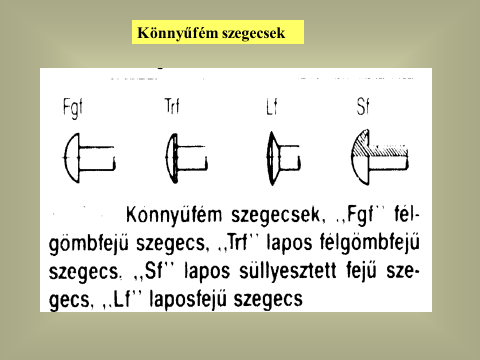 Könnyűfém szegecsek
Fgf Trf Lf Sf
Könnyűfém szegecsek, ,,Fgf'' fél-
gömbfejű szegecs, ,,Trf'' lapos félgömbfejű
szegecs, ,,Sf'' lapos süllyesztett fejű sze-
gecs, ,,Lf'' laposfejű szegecs